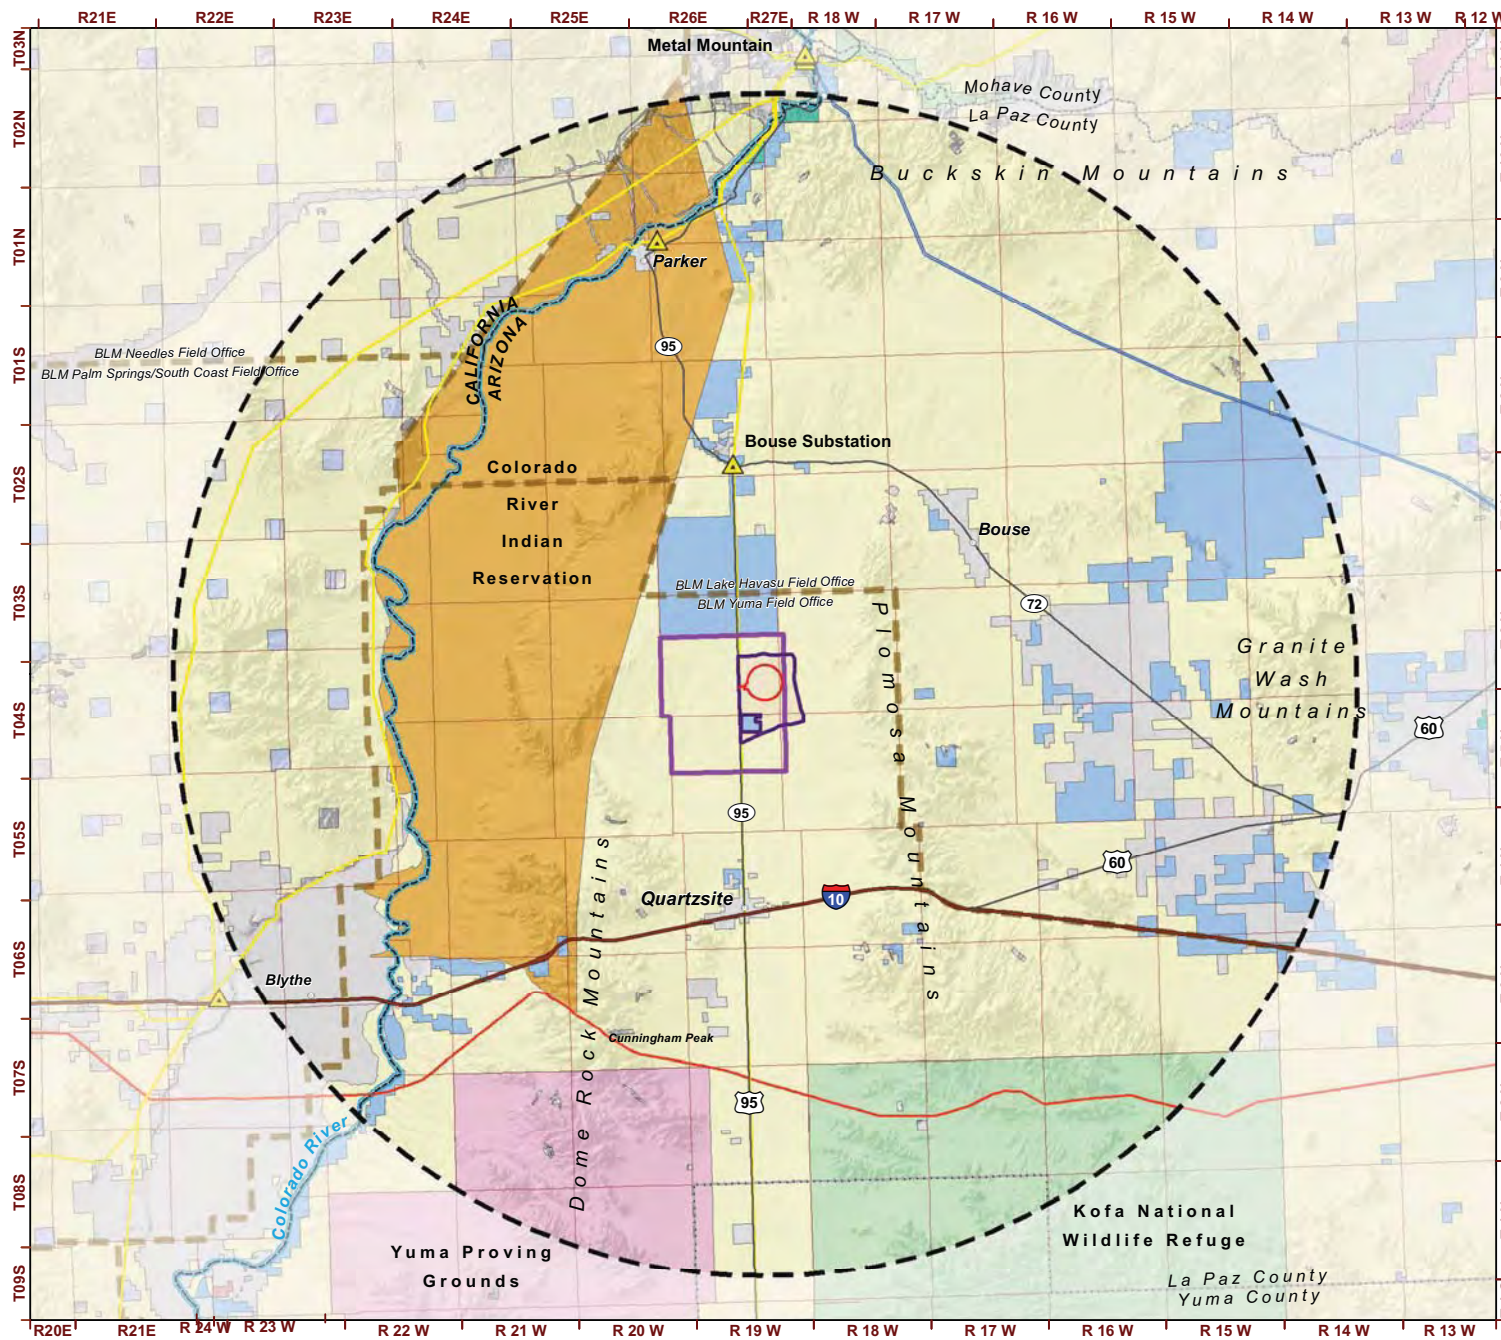 R21E R22E R23E R24E R25E R26E R27E R 18 W R 17 W R 16 W R 15 W R 14 W R 13 W R 12 W
T03N
T02N
T01N
T01S
T02S
T03S
T04S
T05S
T06S
T07S
T08S
T09S
Metal Mountain
Mohave County
La Paz County
Buckskin Mountains
Parker
CALIFORNIA
ARIZONA
95
BLM Needles Field Office
BLM Palm Springs/South Coast Field Office
Bouse Substation
Colorado
River
Indian
Reservation
Bouse
BLM Lake Havasu Field Office
BLM Yuma Field Office
72
Plomosa Mountains
Granite
Wash
Mountains
60
95
60
Quartzsite
10
Dome Rock Mountains
Blythe
Cunningham Peak
95
Colorado River
Yuma Proving
Grounds
Kofa National
Wildlife Refuge
La Paz County
Yuma County
R20E R21E R 24 W R 23 W R 22 W R 21 W R 20 W R 19 W R 18 W R 17 W R 16 W R 15 W R 14 W R 13 W